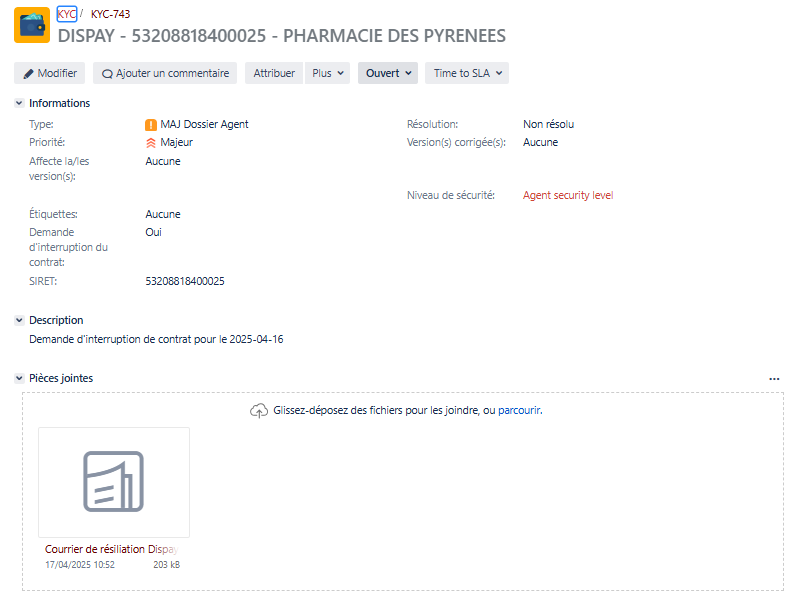 KYC / KYC-743
DISPAY - 53208818400025 - PHARMACIE DES PYRENEES
Modifier Ajouter un commentaire Attribuer Plus Ouvert Time to SLA
Informations
Type: MAJ Dossier Agent Résolution: Non résolu
Priorité: Majeur Version(s) corrigée(s): Aucune
Affecte la/les Aucune
version(s):
Niveau de sécurité: Agent security level
Étiquettes: Aucune
Demande Oui
d'interruption du
contrat:
SIRET: 53208818400025
Description
Demande d'interruption de contrat pour le 2025-04-16
Pièces jointes
Glissez-déposez des fichiers pour les joindre, ou parcourir.
Courrier de résiliation Dispay
17/04/2025 10:52 203 kB